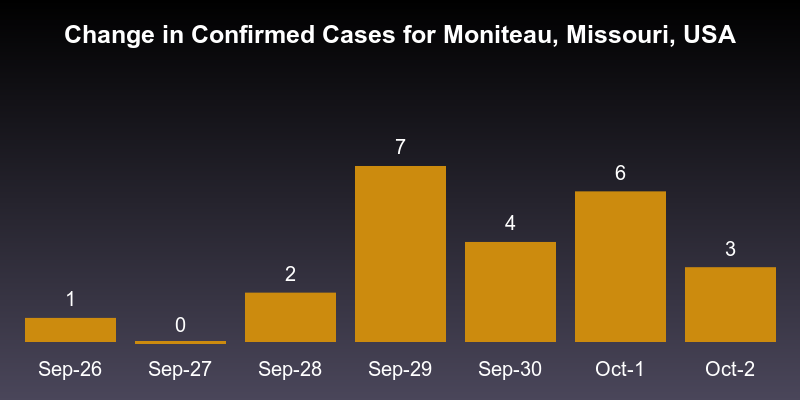 Change in Confirmed Cases for Moniteau, Missouri, USA
1
0
2
7
4
6
3
Sep-26
Sep-27
Sep-28
Sep-29
Sep-30
Oct-1
Oct-2